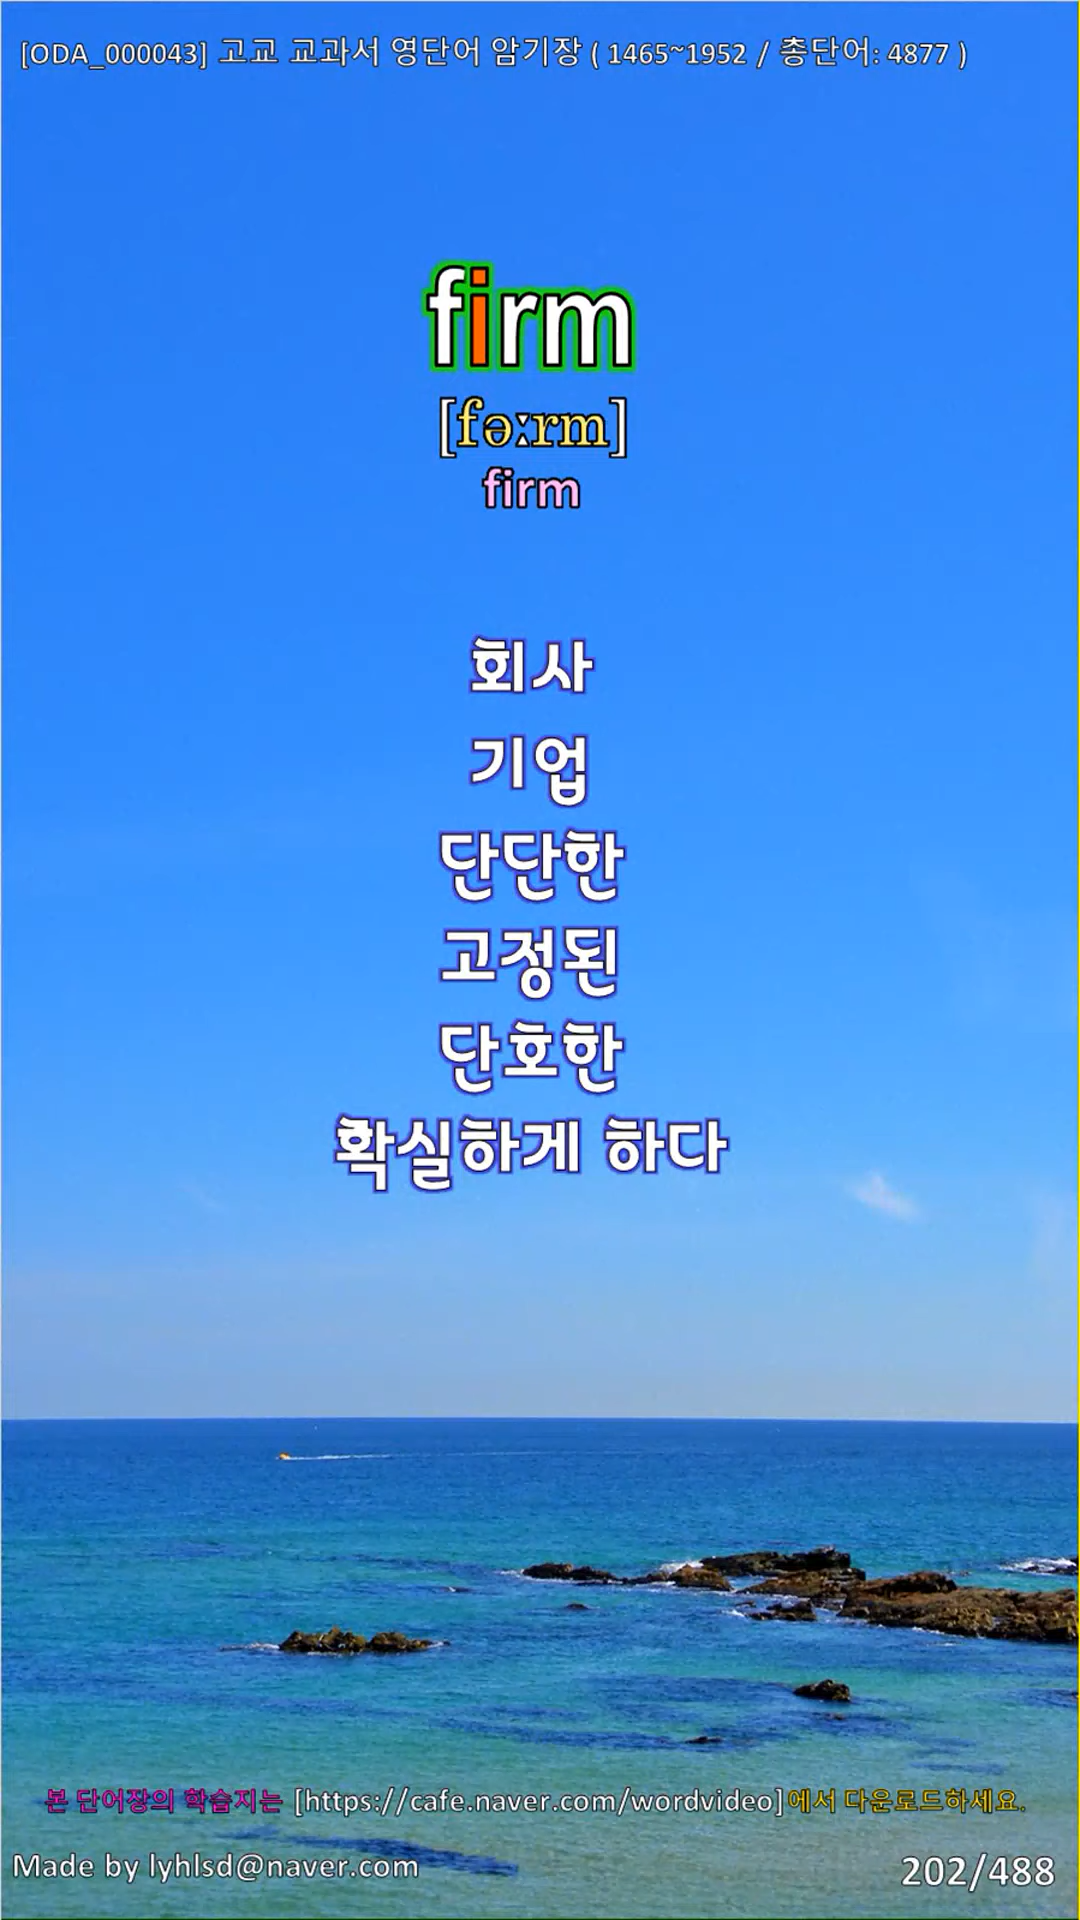 [ODA_000043] 고교 교과서 영단어 암기장 ( 1465~1952 / 총단어: 4877 )
firm
[fəːrm]
firm
회사
기업
단단한
고정된
단호한
확실하게 하다
본 단어장의 학습지는 [https://cafe.naver.com/wordvideo]에서 다운로드하세요.
Made by lyhlsd@naver.com
202/488